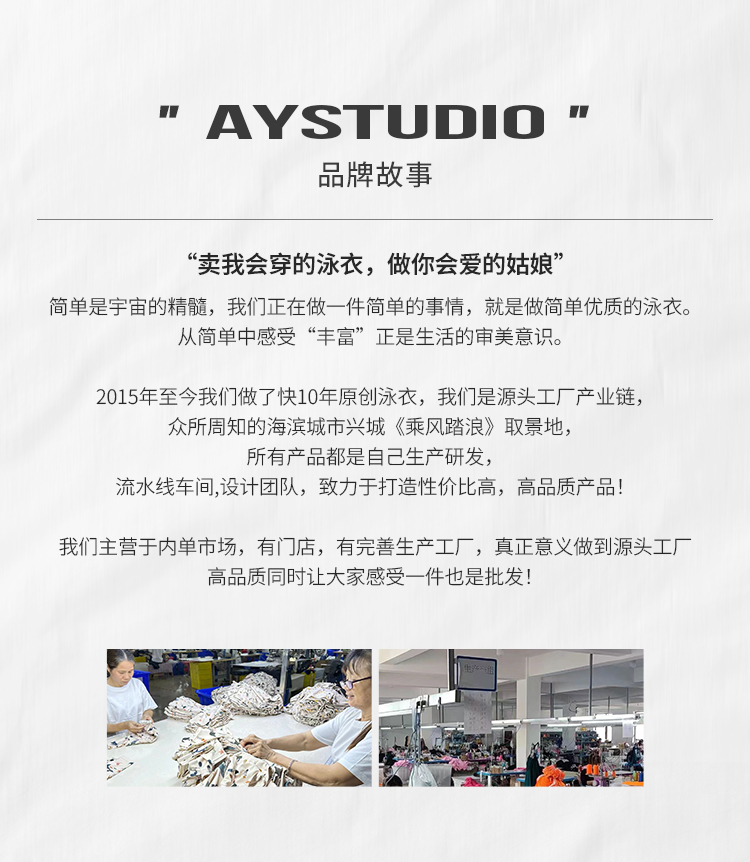 " AYSTUDIO "
品牌故事
“卖我会穿的泳衣，做你会爱的姑娘”
简单是宇宙的精髓，我们正在做一件简单的事情，就是做简单优质的泳衣。
从简单中感受“丰富”正是生活的审美意识。
2015年至今我们做了快10年原创泳衣，我们是源头工厂产业链，
众所周知的海滨城市兴城《乘风踏浪》取景地，
所有产品都是自己生产研发，
流水线车间,设计团队，致力于打造性价比高，高品质产品！
我们主营于内单市场，有门店，有完善生产工厂，真正意义做到源头工厂
高品质同时让大家感受一件也是批发！